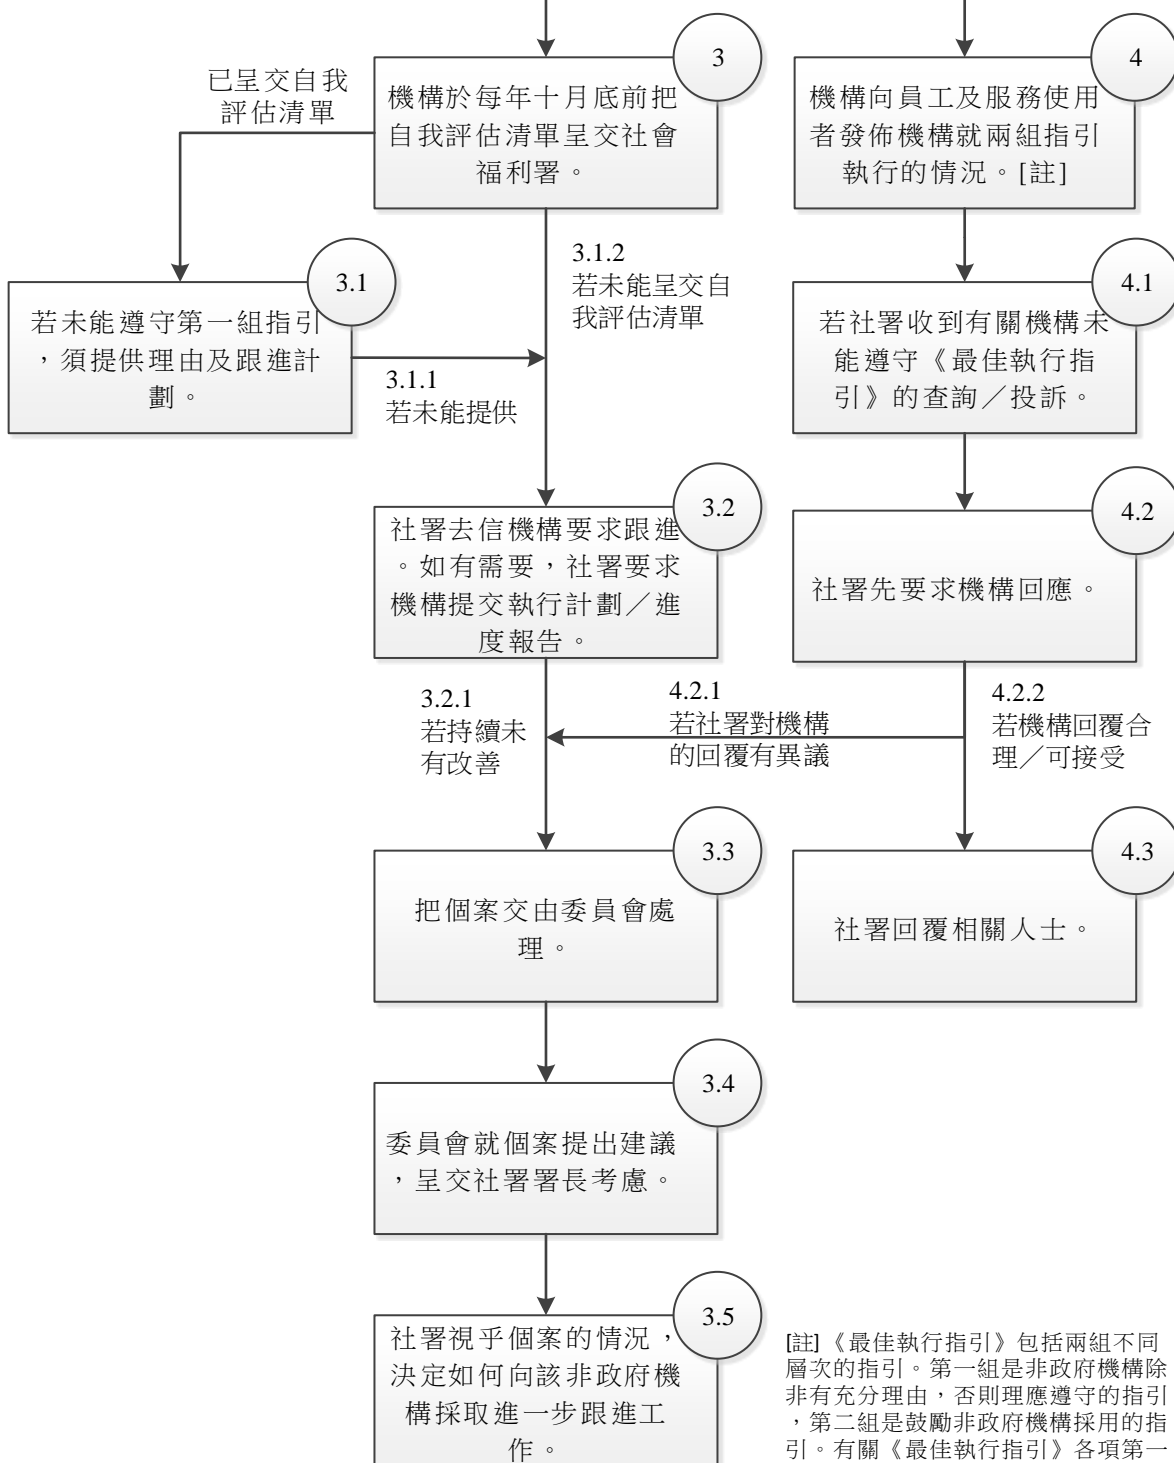 3
機構於每年十月底前把
自我評估清單呈交社會
福利署。
已呈交自我
評估清單
3.1
若未能遵守第一組指引
，須提供理由及跟進計
劃。
3.1.1
若未能提供
3.1.2
若未能呈交自
我評估清單
3.2
社署去信機構要求跟進
。如有需要，社署要求
機構提交執行計劃／進
度報告。
3.2.1
若持續未
有改善
3.3
把個案交由委員會處
理。
3.4
委員會就個案提出建議
，呈交社署署長考慮。
3.5
社署視乎個案的情況，
決定如何向該非政府機
構採取進一步跟進工
作。
4
機構向員工及服務使用
者發佈機構就兩組指引
執行的情況。[註]
4.1
若社署收到有關機構未
能遵守《最佳執行指
引》的查詢／投訴。
4.2
社署先要求機構回應。
4.2.1
若社署對機構
的回覆有異議
4.2.2
若機構回覆合
理／可接受
4.3
社署回覆相關人士。
[註]《最佳執行指引》包括兩組不同
層次的指引。第一組是非政府機構除
非有充分理由，否則理應遵守的指引
，第二組是鼓勵非政府機構採用的指
引。有關《最佳執行指引》各項第一